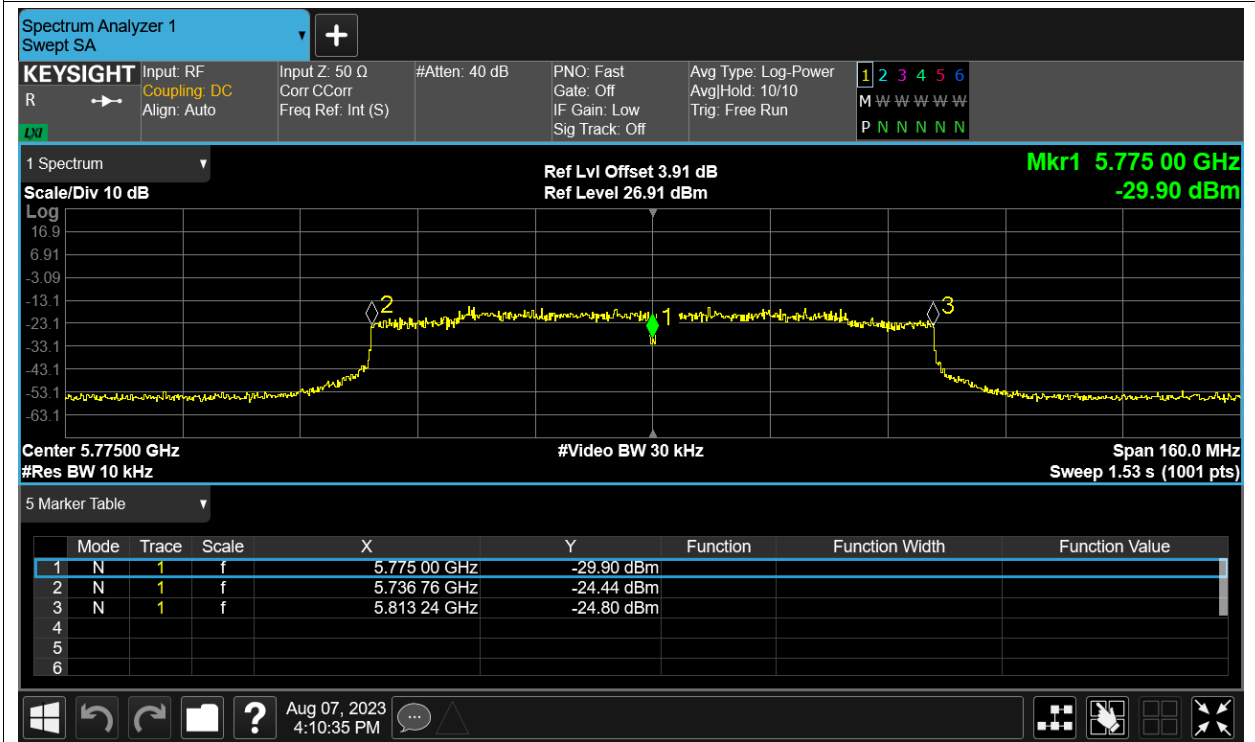 Spectrum Analyzer 1
Swept SA
+
KEYSIGHT Input: RF Input Z: 50 Ω #Atten: 40 dB PNO: Fast Avg Type: Log-Power 1 2 3 4 5 6
R Coupling: DC Corr CCorr Gate: Off Avg|Hold: 10/10 M W W W W W
Align: Auto Freq Ref: Int (S) IF Gain: Low Trig: Free Run
LXI Sig Track: Off P N N N N N
1 Spectrum Ref Lvl Offset 3.91 dB Mkr1 5.775 00 GHz
Scale/Div 10 dB Ref Level 26.91 dBm -29.90 dBm
Log
16.9
6.91
-3.09
-13.1 2 3
-23.1 1
-33.1
-43.1
-53.1
-63.1
Center 5.77500 GHz #Video BW 30 kHz Span 160.0 MHz
#Res BW 10 kHz Sweep 1.53 s (1001 pts)
5 Marker Table
Mode Trace Scale X Y Function Function Width Function Value
1 N 1 f 5.775 00 GHz -29.90 dBm
2 N 1 f 5.736 76 GHz -24.44 dBm
3 N 1 f 5.813 24 GHz -24.80 dBm
4
5
6
? Aug 07, 2023
4:10:35 PM